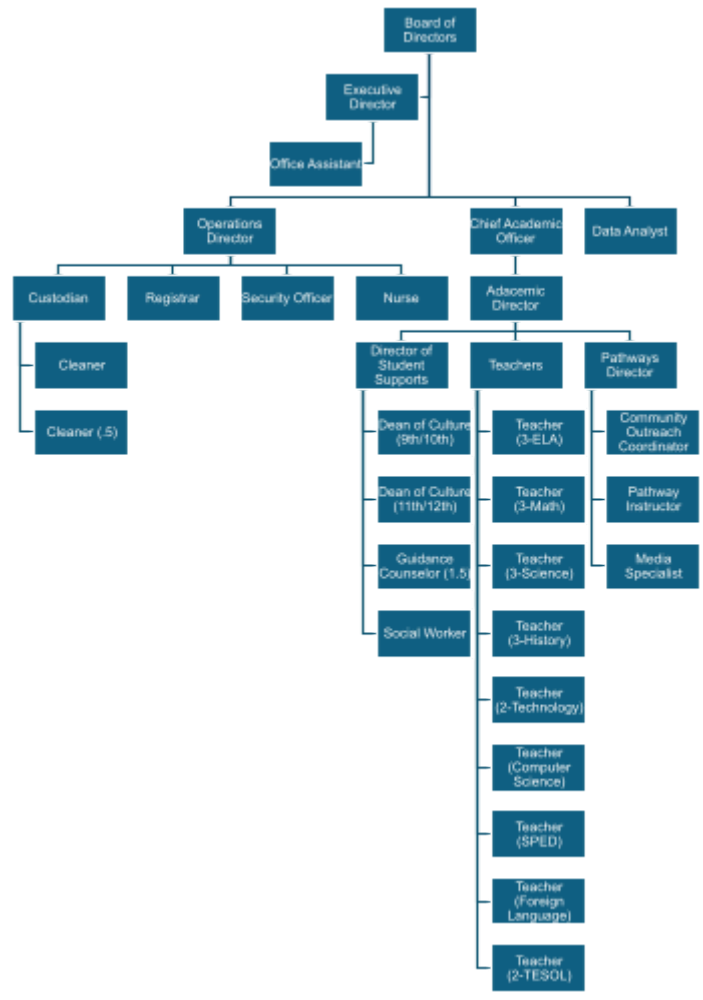 Board of
Directors
Executive
Director
Office Assistant
Operations
Director
Chief Academic
Officer
Data Analyst
Custodian
Registrar
Security Officer
Nurse
Adacemic
Director
Cleaner
Cleaner (.5)
Director of
Student
Supports
Teachers
Pathways
Director
Dean of Culture
(9th/10th)
Dean of Culture
(11th/12th)
Guidance
Counselor (1.5)
Social Worker
Teacher
(3-ELA)
Teacher
(3-Math)
Teacher
(3-Science)
Teacher
(3-History)
Teacher
(2-Technology)
Teacher
(Computer
Science)
Teacher
(SPED)
Teacher
(Foreign
Language)
Teacher
(2-TESOL)
Community
Outreach
Coordinator
Pathway
Instructor
Media
Specialist